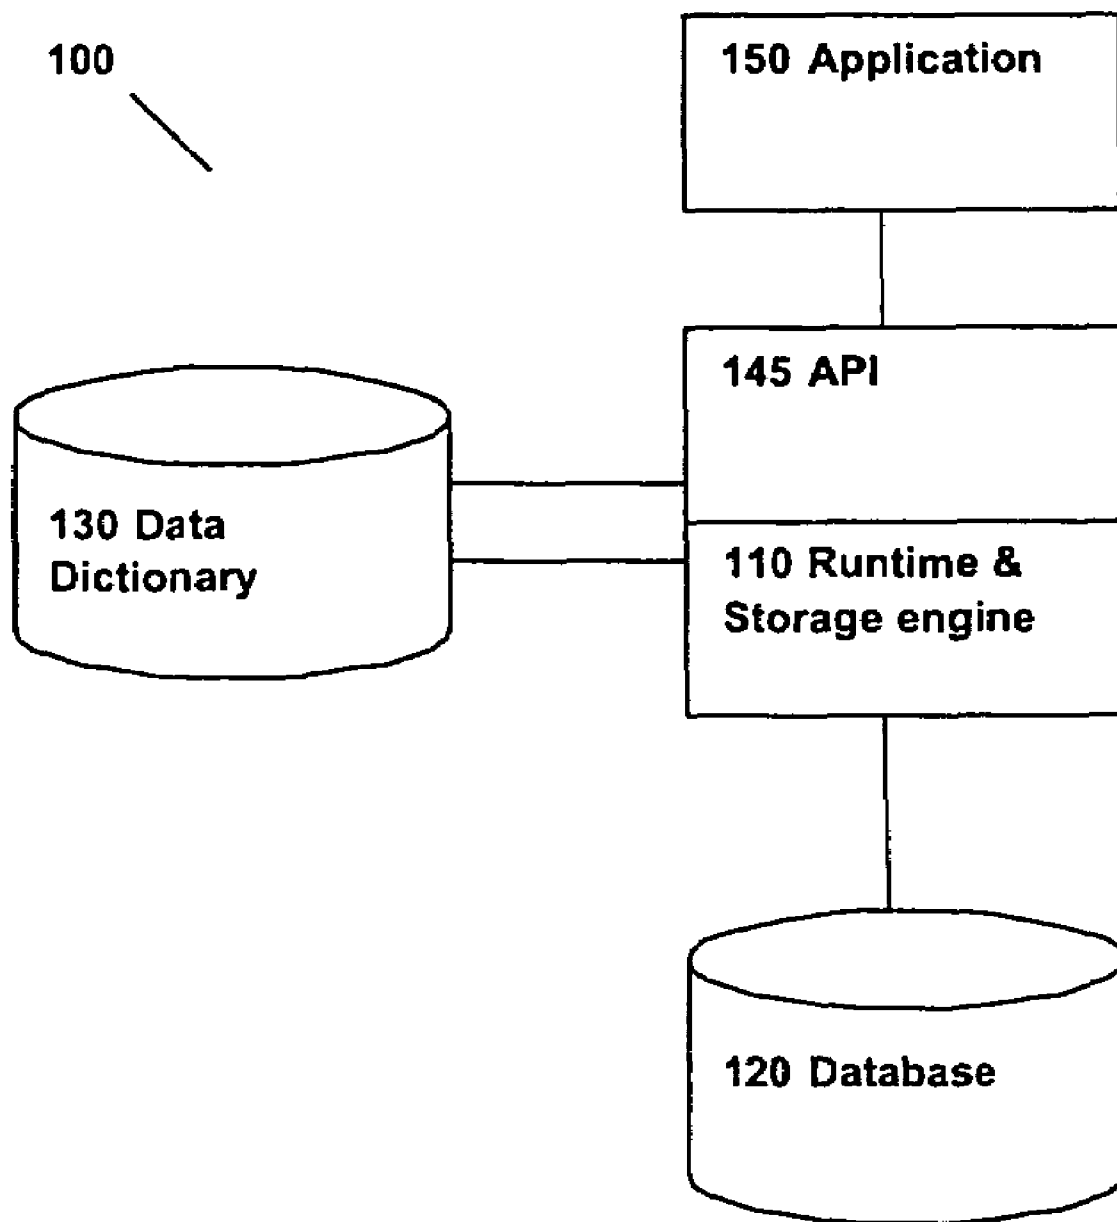 100
150 Application
145 API
130 Data
Dictionary
110 Runtime &
Storage engine
120 Database